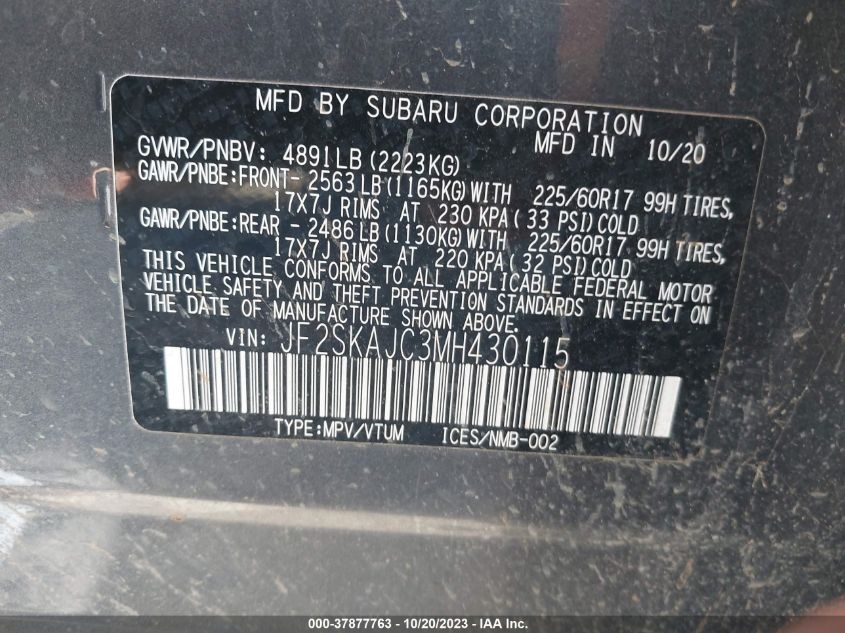 MFD BY SUBARU CORPORATION
MFD IN 10/20
GVWR/PNBV: 4891LB (2223KG)
GAWR/PNBE:FRONT- 2563 LB (1165KG) WITH 225/60R17 99H TIRES,
17X7J RIMS AT 230 KPA( 33 PSI) COLD
GAWR/PNBE:REAR - 2486 LB (1130KG) WITH 225/60R17 99H TIRES,
17X7J RIMS AT 220 KPA (32 PSI) COLD
THIS VEHICLE CONFORMS TO ALL APPLICABLE FEDERAL MOTOR
VEHICLE SAFETY AND THEFT PREVENTION STANDARDS IN EFFECT ON
THE DATE OF MANUFACTURE SHOWN ABOVE.
VIN: JF2SKAJC3MH430115
TYPE:MPV/VTUM ICES/NMB-002
000-37877763 - 10/20/2023 - IAA Inc.